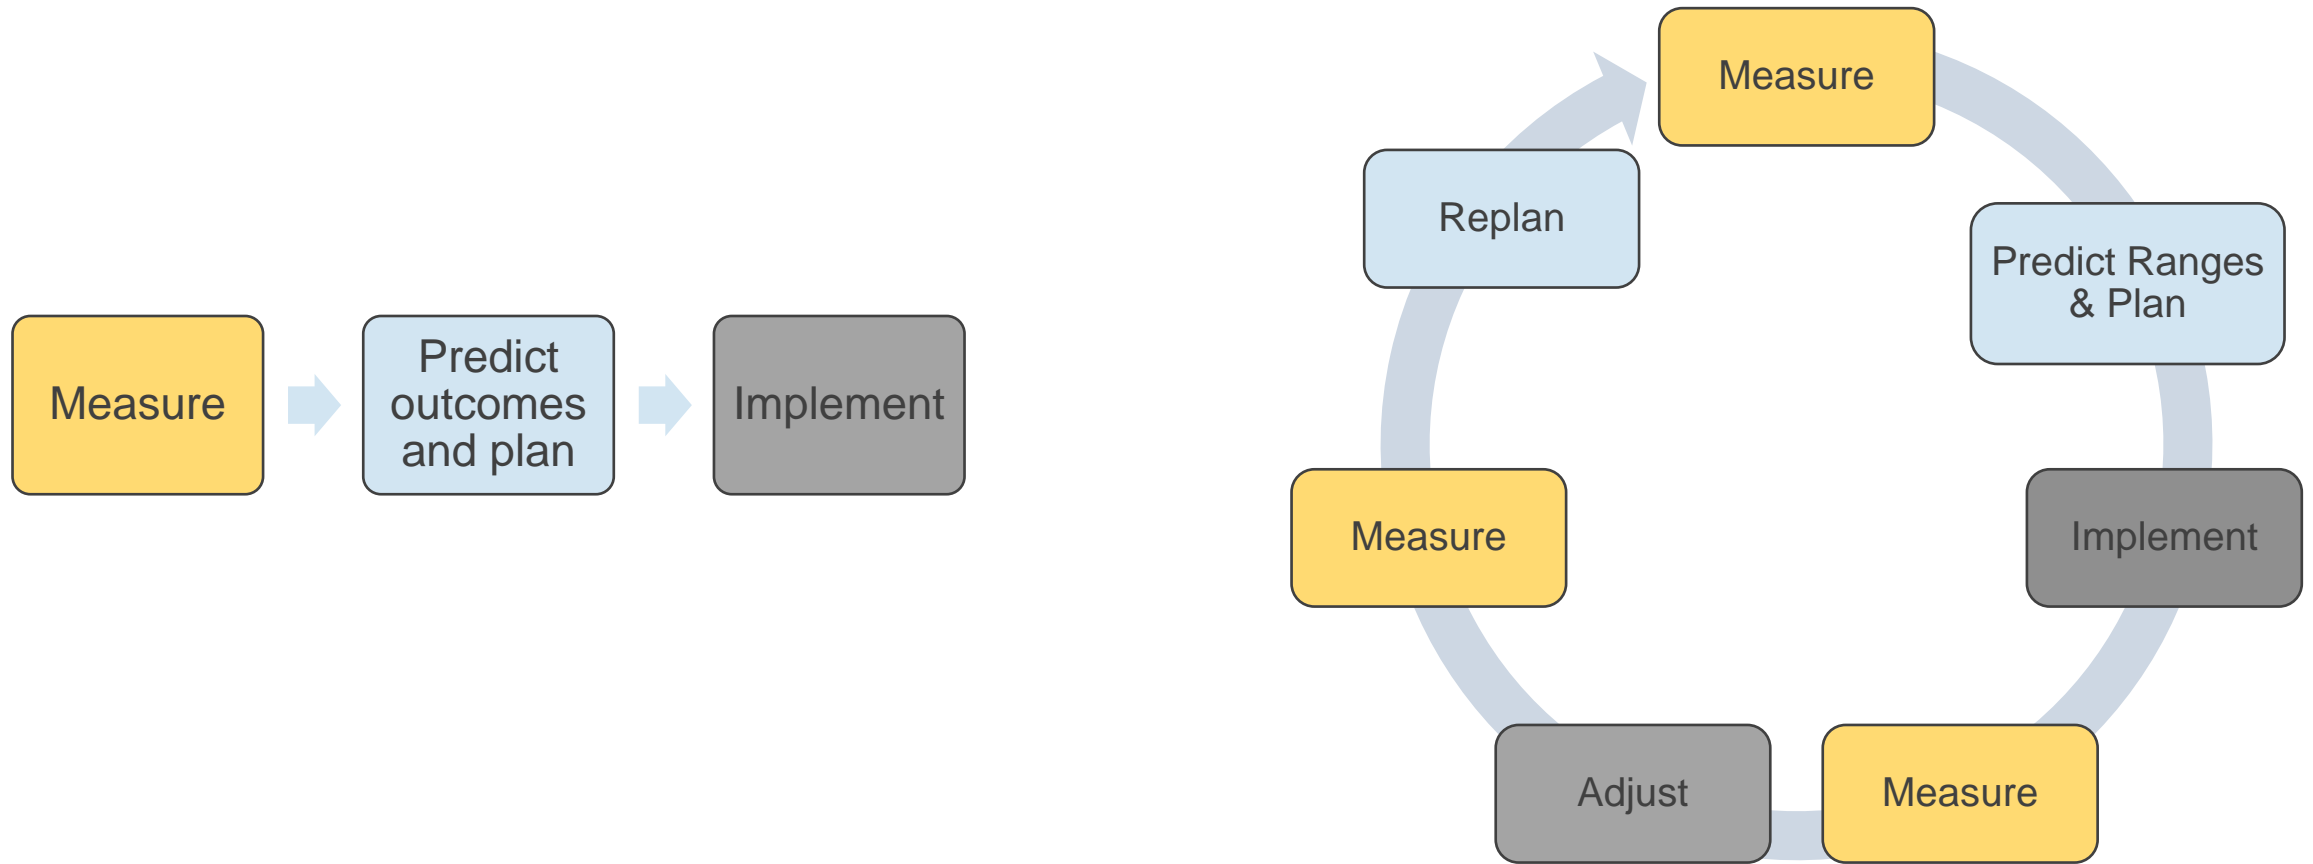 Measure
Predict
outcomes
and plan
Implement
Measure
Predict Ranges
& Plan
Implement
Measure
Adjust
Measure
Replan